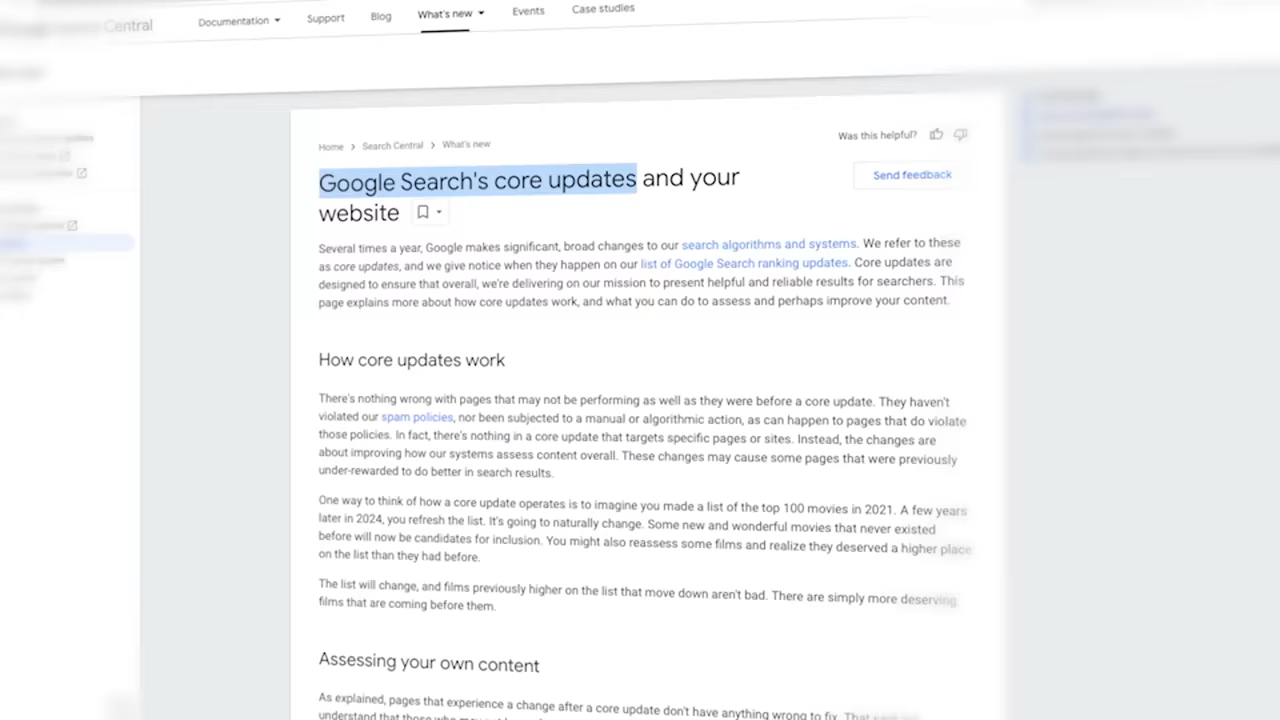 Central
Documentation
Support
Blog
What's new
Events
Case studies
Home > Search Central > What's new
Was this helpful?
Google Search's core updates and your
website
Send feedback
Several times a year, Google makes significant, broad changes to our search algorithms and systems. We refer to these
as core updates, and we give notice when they happen on our list of Google Search ranking updates. Core updates are
designed to ensure that overall, we're delivering on our mission to present helpful and reliable results for searchers. This
page explains more about how core updates work, and what you can do to assess and perhaps improve your content.
How core updates work
There's nothing wrong with pages that may not be performing as well as they were before a core update. They haven't
violated our spam policies, nor been subjected to a manual or algorithmic action, as can happen to pages that do violate
those policies. In fact, there's nothing in a core update that targets specific pages or sites. Instead, the changes are
about improving how our systems assess content overall. These changes may cause some pages that were previously
under-rewarded to do better in search results.
One way to think of how a core update operates is to imagine you made a list of the top 100 movies in 2021. A few years
later in 2024, you refresh the list. It's going to naturally change. Some new and wonderful movies that never existed
before will now be candidates for inclusion. You might also reassess some films and realize they deserved a higher place
on the list than they had before.
The list will change, and films previously higher on the list that move down aren't bad. There are simply more deserving
films that are coming before them.
Assessing your own content
As explained, pages that experience a change after a core update don't have anything wrong to fix. That
understand that those who may not